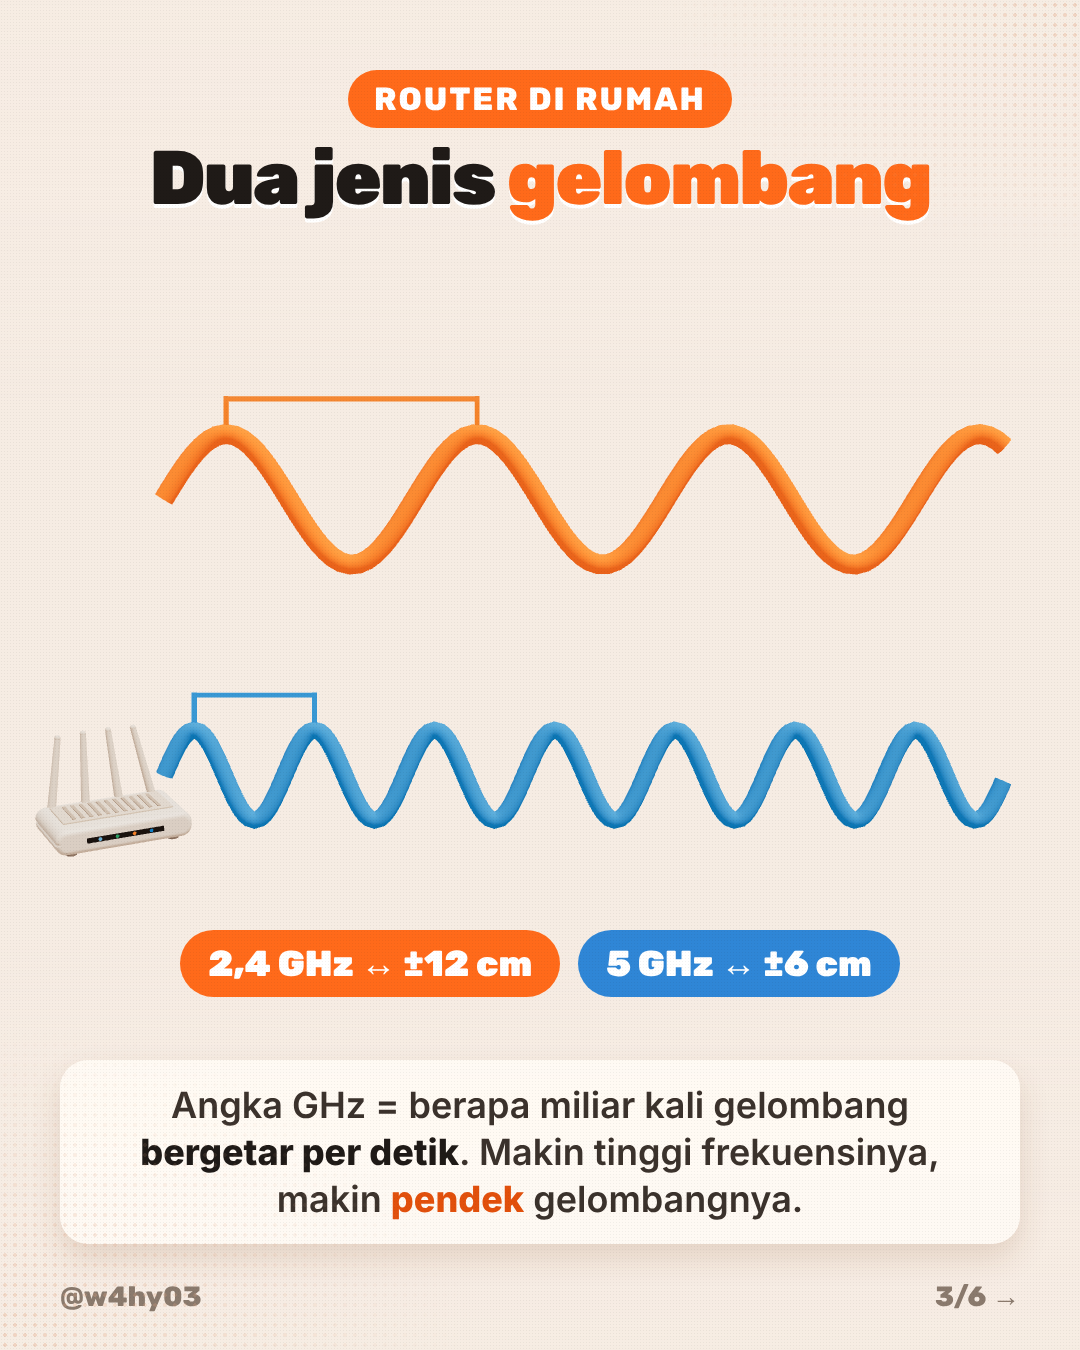 ROUTER DI RUMAH
Dua jenis gelombang
2,4 GHz ↔ ±12 cm
5 GHz ↔ ±6 cm
Angka GHz = berapa miliar kali gelombang
bergetar per detik. Makin tinggi frekuensinya,
makin pendek gelombangnya.
@w4hy03
3/6 →